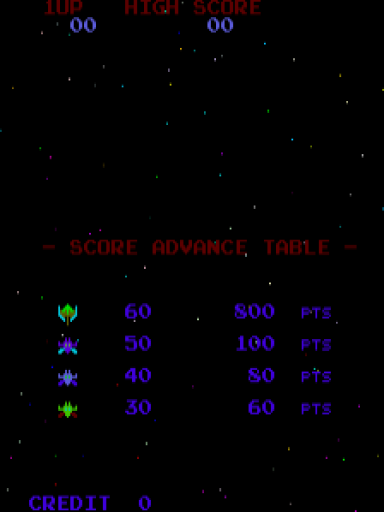 1UP HIGH SCORE
00 00
- SCORE ADVANCE TABLE -
60 800 PTS
50 100 PTS
40 80 PTS
30 60 PTS
CREDIT 0